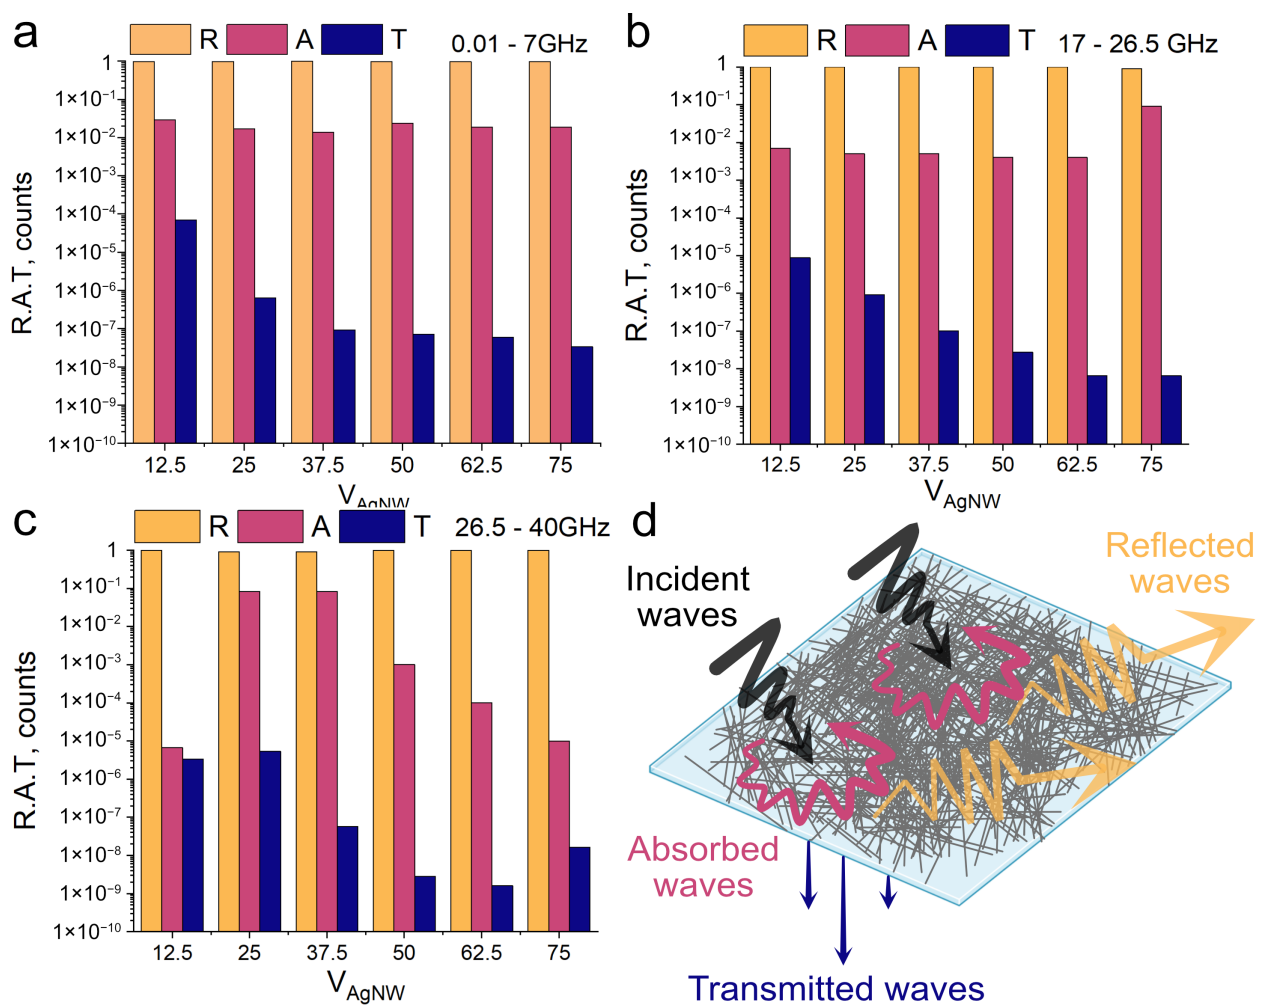 a
R A T 0.01 - 7GHz
1
1×10⁻¹
1×10⁻²
1×10⁻³
1×10⁻⁴
1×10⁻⁵
1×10⁻⁶
1×10⁻⁷
1×10⁻⁸
1×10⁻⁹
1×10⁻¹⁰
R.A.T, counts
12.5 25 37.5 50 62.5 75
V_AgNW
b
R A T 17 - 26.5 GHz
1
1×10⁻¹
1×10⁻²
1×10⁻³
1×10⁻⁴
1×10⁻⁵
1×10⁻⁶
1×10⁻⁷
1×10⁻⁸
1×10⁻⁹
1×10⁻¹⁰
R.A.T, counts
12.5 25 37.5 50 62.5 75
V_AgNW
c
R A T 26.5 - 40GHz
1
1×10⁻¹
1×10⁻²
1×10⁻³
1×10⁻⁴
1×10⁻⁵
1×10⁻⁶
1×10⁻⁷
1×10⁻⁸
1×10⁻⁹
1×10⁻¹⁰
R.A.T, counts
12.5 25 37.5 50 62.5 75
V_AgNW
d
Incident
waves
Reflected
waves
Absorbed
waves
Transmitted waves